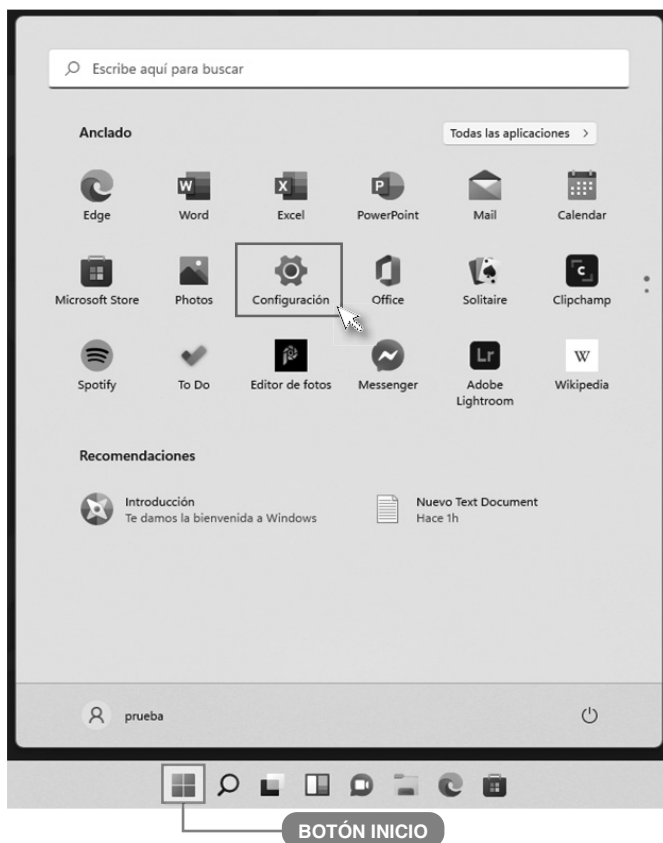 Escribe aquí para buscar
Anclado
Todas las aplicaciones >
Edge
Word
Excel
PowerPoint
Mail
Calendar
Microsoft Store
Photos
Configuración
Office
Solitaire
Clipchamp
Spotify
To Do
Editor de fotos
Messenger
Lr
Adobe
Lightroom
W
Wikipedia
Recomendaciones
Introducción
Te damos la bienvenida a Windows
Nuevo Text Document
Hace 1h
prueba
BOTÓN INICIO